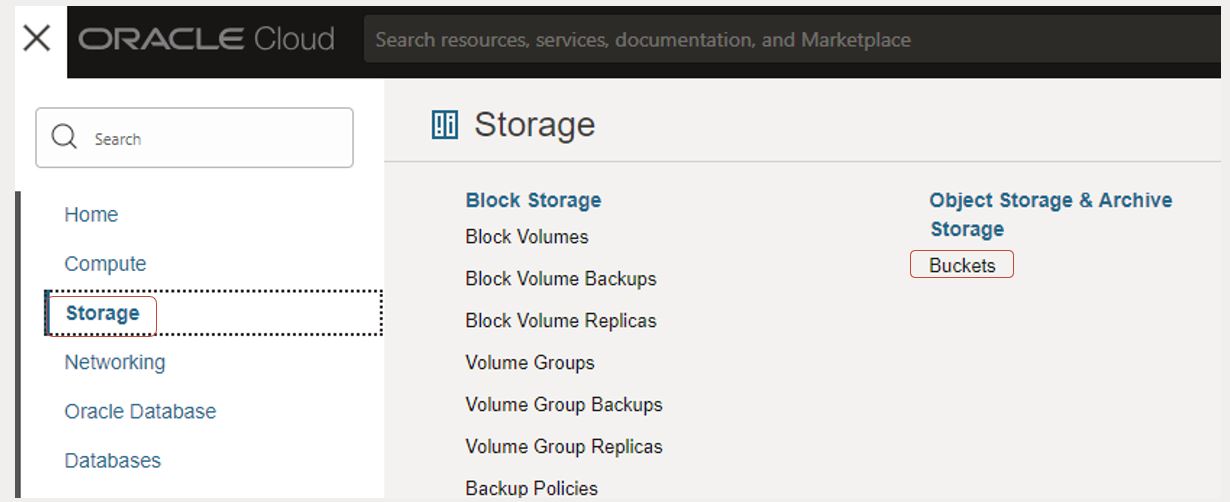 ORACLE Cloud
Search resources, services, documentation, and Marketplace
Search
Home
Compute
Storage
Networking
Oracle Database
Databases
Storage
Block Storage
Block Volumes
Block Volume Backups
Block Volume Replicas
Volume Groups
Volume Group Backups
Volume Group Replicas
Backup Policies
Object Storage & Archive
Storage
Buckets